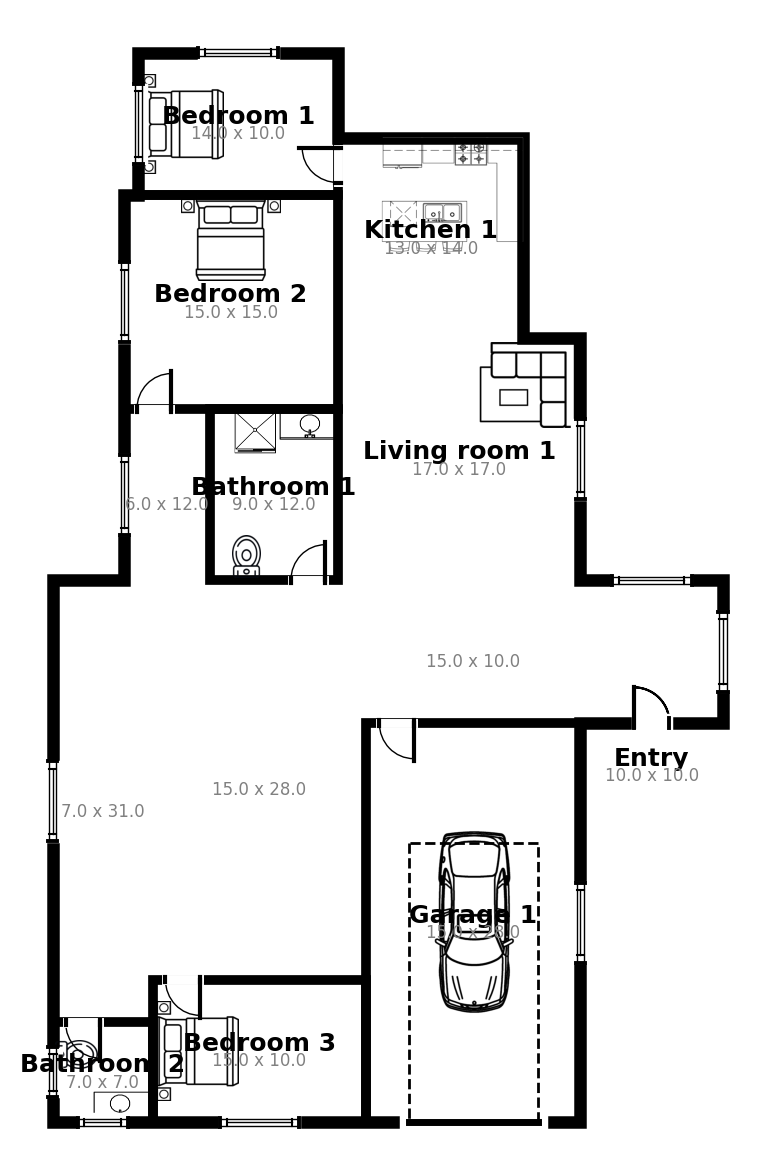 Bedroom 1
14.0 x 10.0
Kitchen 1
13.0 x 14.0
Bedroom 2
15.0 x 15.0
Living room 1
17.0 x 17.0
Bathroom 1
6.0 x 12.0
9.0 x 12.0
15.0 x 10.0
Entry
10.0 x 10.0
15.0 x 28.0
7.0 x 31.0
Garage 1
15.0 x 28.0
Bedroom 3
15.0 x 10.0
Bathroom 2
7.0 x 7.0